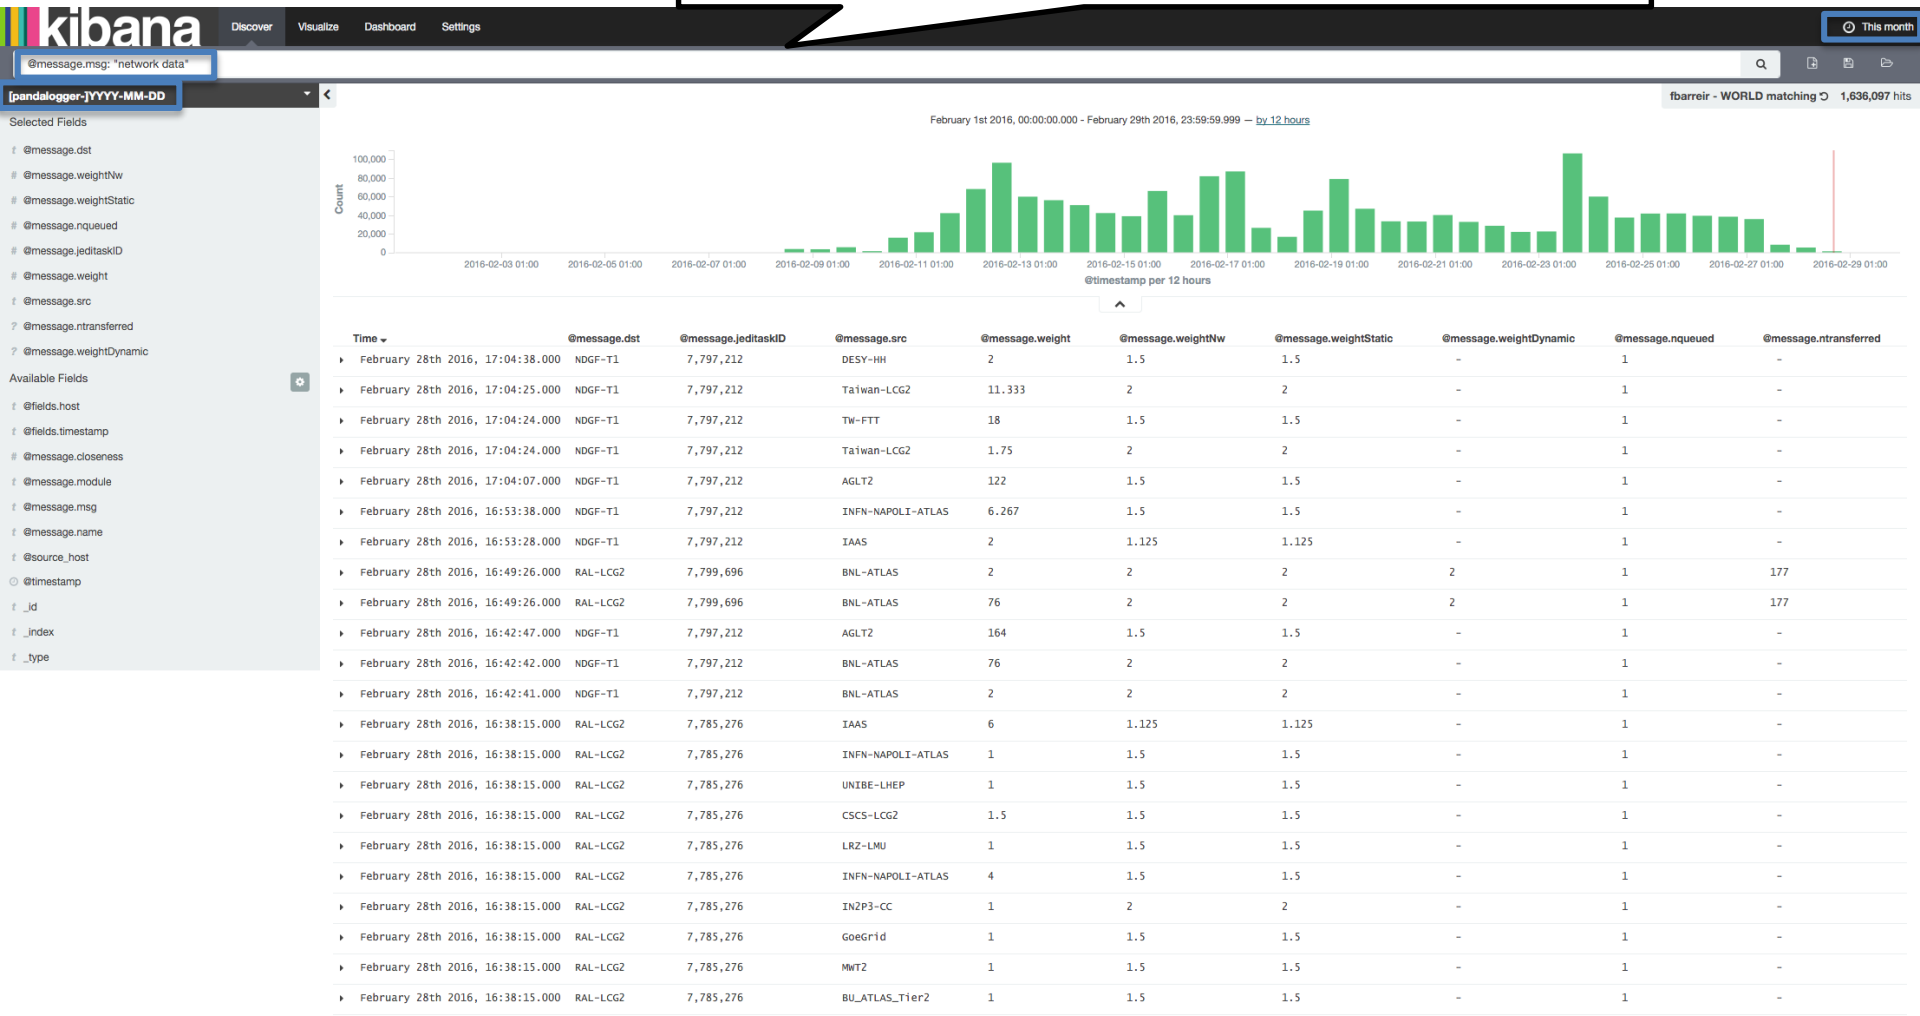 kibana Discover Visualize Dashboard Settings This month
@message.msg: "network data"
[pandalogger-]YYYY-MM-DD
fbarreir - WORLD matching 1,636,097 hits
Selected Fields
t @message.dst
# @message.weightNw
# @message.weightStatic
# @message.nqueued
# @message.jeditaskID
# @message.weight
t @message.src
? @message.ntransferred
? @message.weightDynamic
Available Fields
t @fields.host
t @fields.timestamp
# @message.closeness
t @message.module
t @message.msg
t @message.name
t @source_host
@timestamp
t _id
t _index
t _type
February 1st 2016, 00:00:00.000 - February 29th 2016, 23:59:59.999 — by 12 hours
Count
100,000
80,000
60,000
40,000
20,000
0
2016-02-03 01:00 2016-02-05 01:00 2016-02-07 01:00 2016-02-09 01:00 2016-02-11 01:00 2016-02-13 01:00 2016-02-15 01:00 2016-02-17 01:00 2016-02-19 01:00 2016-02-21 01:00 2016-02-23 01:00 2016-02-25 01:00 2016-02-27 01:00 2016-02-29 01:00
@timestamp per 12 hours
Time @message.dst @message.jeditaskID @message.src @message.weight @message.weightNw @message.weightStatic @message.weightDynamic @message.nqueued @message.ntransferred
February 28th 2016, 17:04:38.000 NDGF-T1 7,797,212 DESY-HH 2 1.5 1.5 - 1 -
February 28th 2016, 17:04:25.000 NDGF-T1 7,797,212 Taiwan-LCG2 11.333 2 2 - 1 -
February 28th 2016, 17:04:24.000 NDGF-T1 7,797,212 TW-FTT 18 1.5 1.5 - 1 -
February 28th 2016, 17:04:24.000 NDGF-T1 7,797,212 Taiwan-LCG2 1.75 2 2 - 1 -
February 28th 2016, 17:04:07.000 NDGF-T1 7,797,212 AGLT2 122 1.5 1.5 - 1 -
February 28th 2016, 16:53:38.000 NDGF-T1 7,797,212 INFN-NAPOLI-ATLAS 6.267 1.5 1.5 - 1 -
February 28th 2016, 16:53:28.000 NDGF-T1 7,797,212 IAAS 2 1.125 1.125 - 1 -
February 28th 2016, 16:49:26.000 RAL-LCG2 7,799,696 BNL-ATLAS 2 2 2 2 1 177
February 28th 2016, 16:49:26.000 RAL-LCG2 7,799,696 BNL-ATLAS 76 2 2 2 1 177
February 28th 2016, 16:42:47.000 NDGF-T1 7,797,212 AGLT2 164 1.5 1.5 - 1 -
February 28th 2016, 16:42:42.000 NDGF-T1 7,797,212 BNL-ATLAS 76 2 2 - 1 -
February 28th 2016, 16:42:41.000 NDGF-T1 7,797,212 BNL-ATLAS 2 2 2 - 1 -
February 28th 2016, 16:38:15.000 RAL-LCG2 7,785,276 IAAS 6 1.125 1.125 - 1 -
February 28th 2016, 16:38:15.000 RAL-LCG2 7,785,276 INFN-NAPOLI-ATLAS 1 1.5 1.5 - 1 -
February 28th 2016, 16:38:15.000 RAL-LCG2 7,785,276 UNIBE-LHEP 1 1.5 1.5 - 1 -
February 28th 2016, 16:38:15.000 RAL-LCG2 7,785,276 CSCS-LCG2 1.5 1.5 1.5 - 1 -
February 28th 2016, 16:38:15.000 RAL-LCG2 7,785,276 LRZ-LMU 1 1.5 1.5 - 1 -
February 28th 2016, 16:38:15.000 RAL-LCG2 7,785,276 INFN-NAPOLI-ATLAS 4 1.5 1.5 - 1 -
February 28th 2016, 16:38:15.000 RAL-LCG2 7,785,276 IN2P3-CC 1 2 2 - 1 -
February 28th 2016, 16:38:15.000 RAL-LCG2 7,785,276 GoeGrid 1 1.5 1.5 - 1 -
February 28th 2016, 16:38:15.000 RAL-LCG2 7,785,276 MWT2 1 1.5 1.5 - 1 -
February 28th 2016, 16:38:15.000 RAL-LCG2 7,785,276 BU_ATLAS_Tier2 1 1.5 1.5 - 1 -